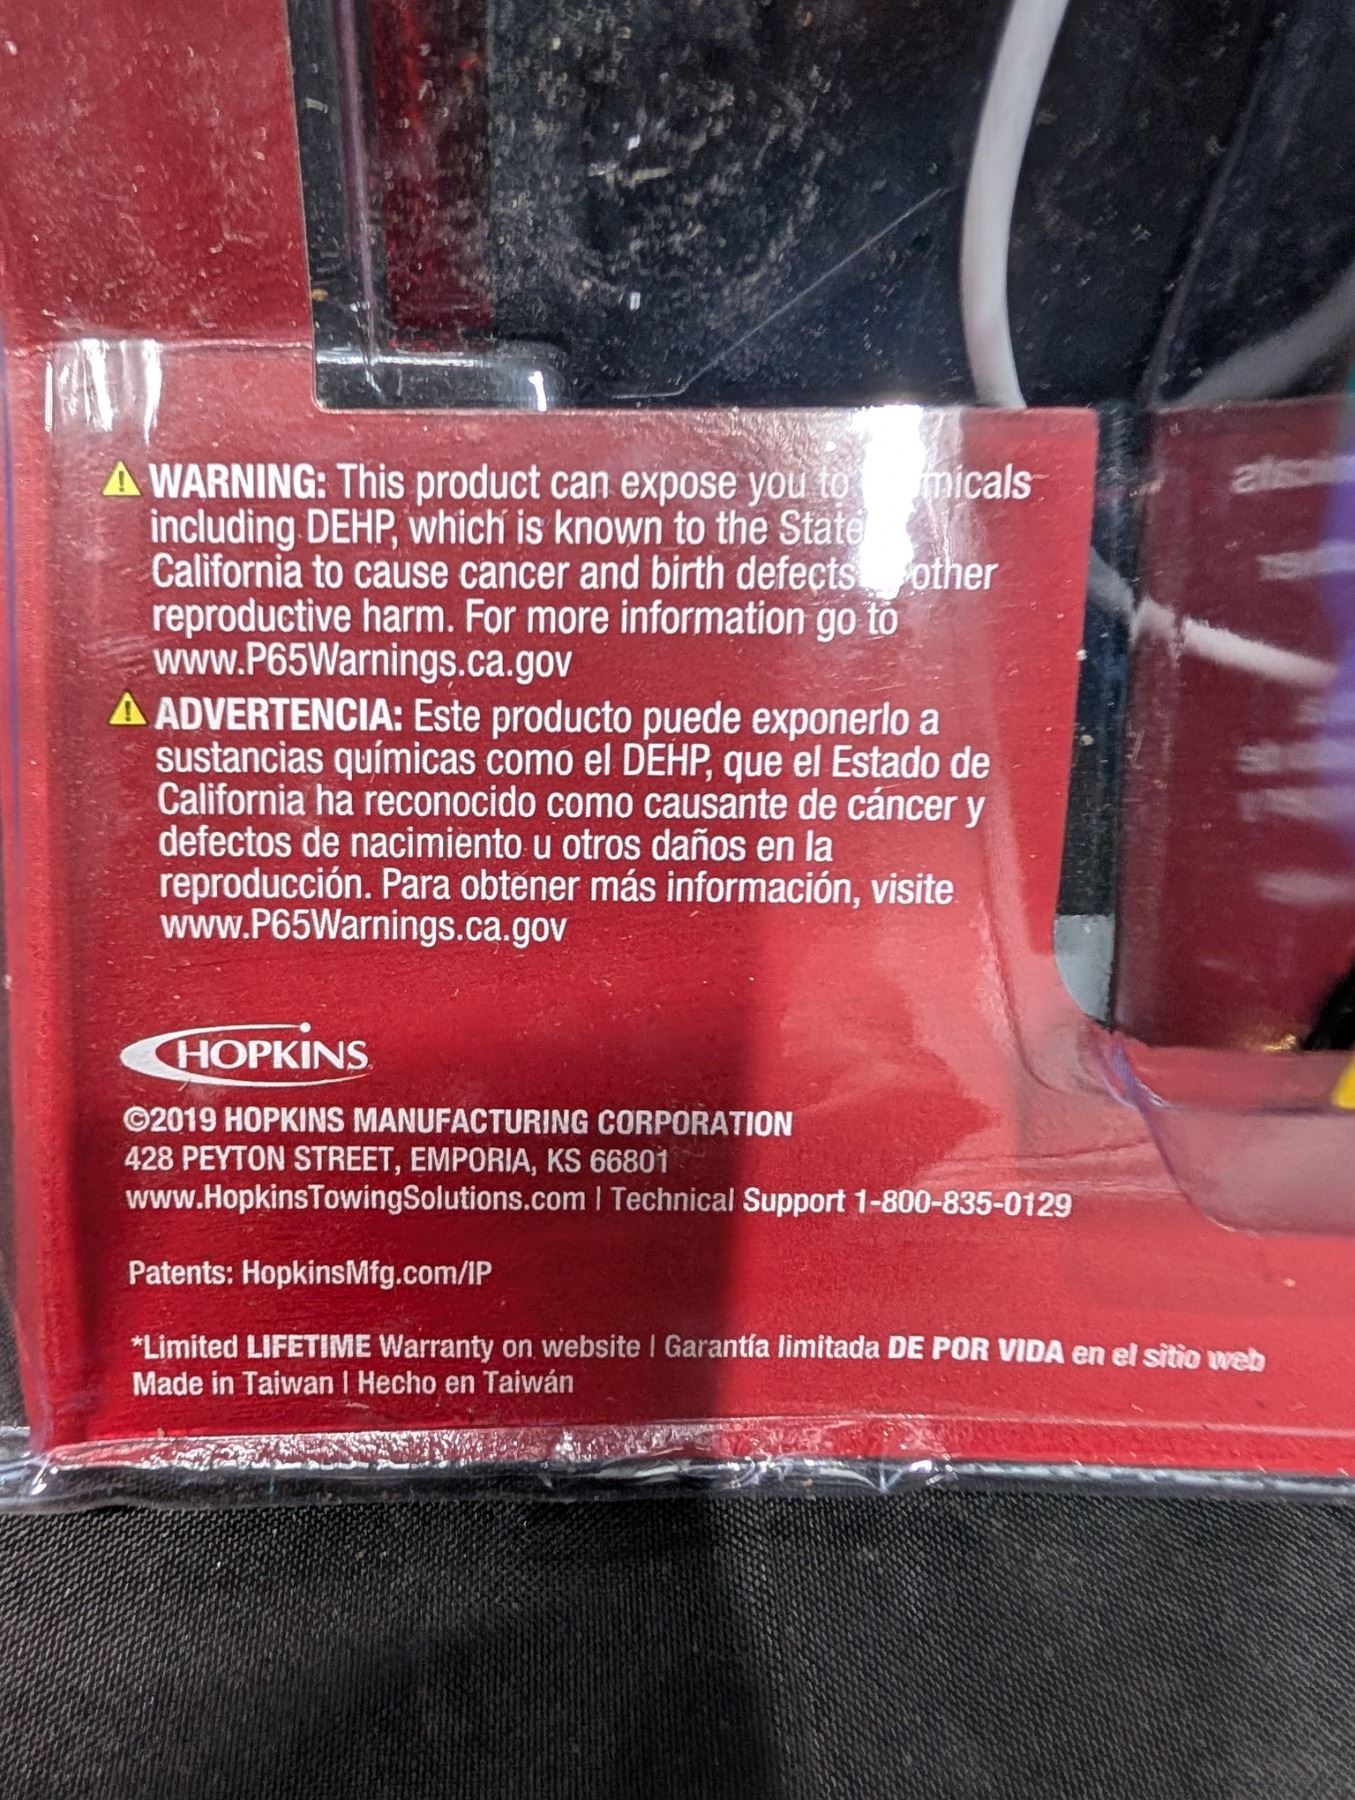 ⚠ WARNING: This product can expose you to
including DEHP, which is known to the State
California to cause cancer and birth defects other
reproductive harm. For more information go to
www.P65Warnings.ca.gov
⚠ ADVERTENCIA: Este producto puede exponerlo a
sustancias químicas como el DEHP, que el Estado de
California ha reconocido como causante de cáncer y
defectos de nacimiento u otros daños en la
reproducción. Para obtener más información, visite
www.P65Warnings.ca.gov
HOPKINS
©2019 HOPKINS MANUFACTURING CORPORATION
428 PEYTON STREET, EMPORIA, KS 66801
www.HopkinsTowingSolutions.com | Technical Support 1-800-835-0129
Patents: HopkinsMfg.com/IP
*Limited LIFETIME Warranty on website | Garantía limitada DE POR VIDA en el sitio web
Made in Taiwan | Hecho en Taiwán